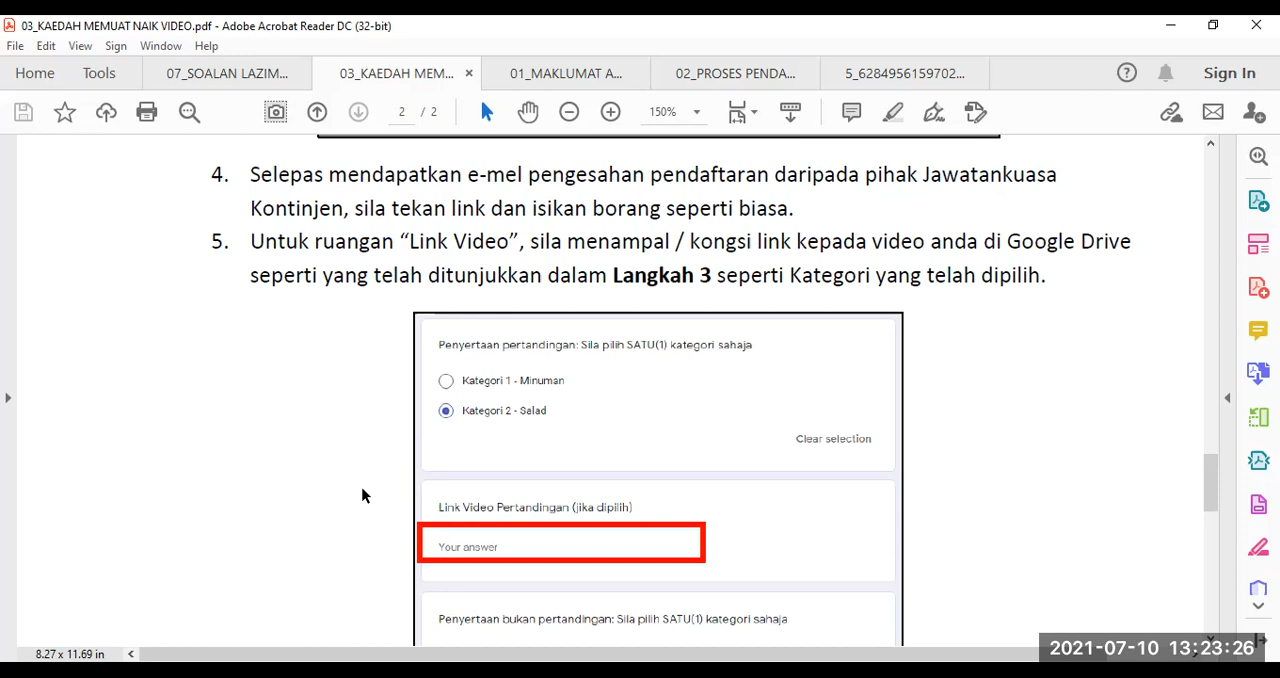 03_KAEDAH MEMUAT NAIK VIDEO.pdf - Adobe Acrobat Reader DC (32-bit)
File Edit View Sign Window Help
Home Tools 07_SOALAN LAZIM... 03_KAEDAH MEM... × 01_MAKLUMAT A... 02_PROSES PENDA... 5_6284956159702... Sign In
2 / 2 150%
4. Selepas mendapatkan e-mel pengesahan pendaftaran daripada pihak Jawatankuasa
Kontinjen, sila tekan link dan isikan borang seperti biasa.
5. Untuk ruangan “Link Video”, sila menampal / kongsi link kepada video anda di Google Drive
seperti yang telah ditunjukkan dalam Langkah 3 seperti Kategori yang telah dipilih.
Penyertaan pertandingan: Sila pilih SATU(1) kategori sahaja
Kategori 1 - Minuman
Kategori 2 - Salad
Clear selection
Link Video Pertandingan (jika dipilih)
Your answer
Penyertaan bukan pertandingan: Sila pilih SATU(1) kategori sahaja
8.27 x 11.69 in
2021-07-10 13:23:26